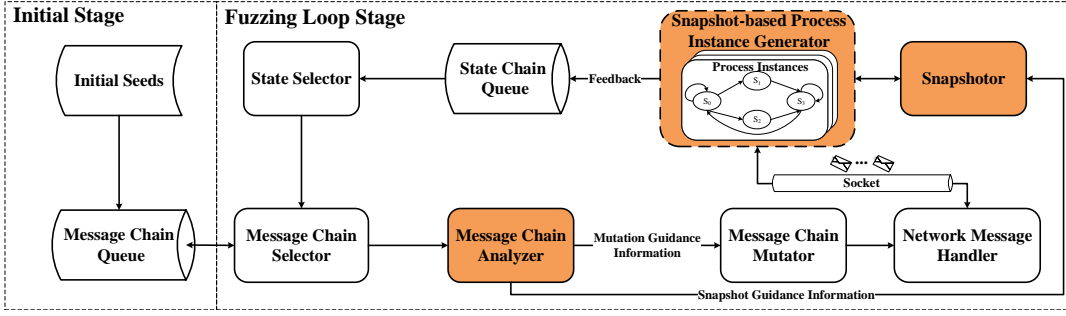 Initial Stage
Fuzzing Loop Stage
Initial Seeds
State Selector
State Chain
Queue
Feedback
Snapshot-based Process
Instance Generator
Process Instances
S0
S1
S2
S3
Snapshotor
Socket
Message Chain
Queue
Message Chain
Selector
Message Chain
Analyzer
Mutation Guidance
Information
Message Chain
Mutator
Network Message
Handler
Snapshot Guidance Information